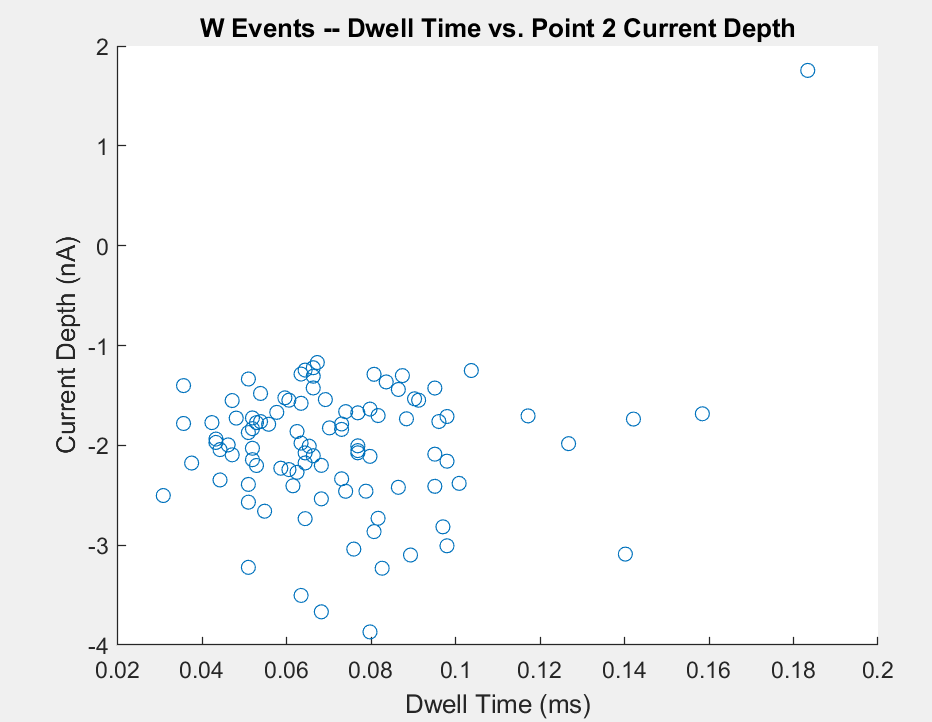 W Events -- Dwell Time vs. Point 2 Current Depth
2
1
0
-1
-2
-3
-4
Current Depth (nA)
0.02 0.04 0.06 0.08 0.1 0.12 0.14 0.16 0.18 0.2
Dwell Time (ms)